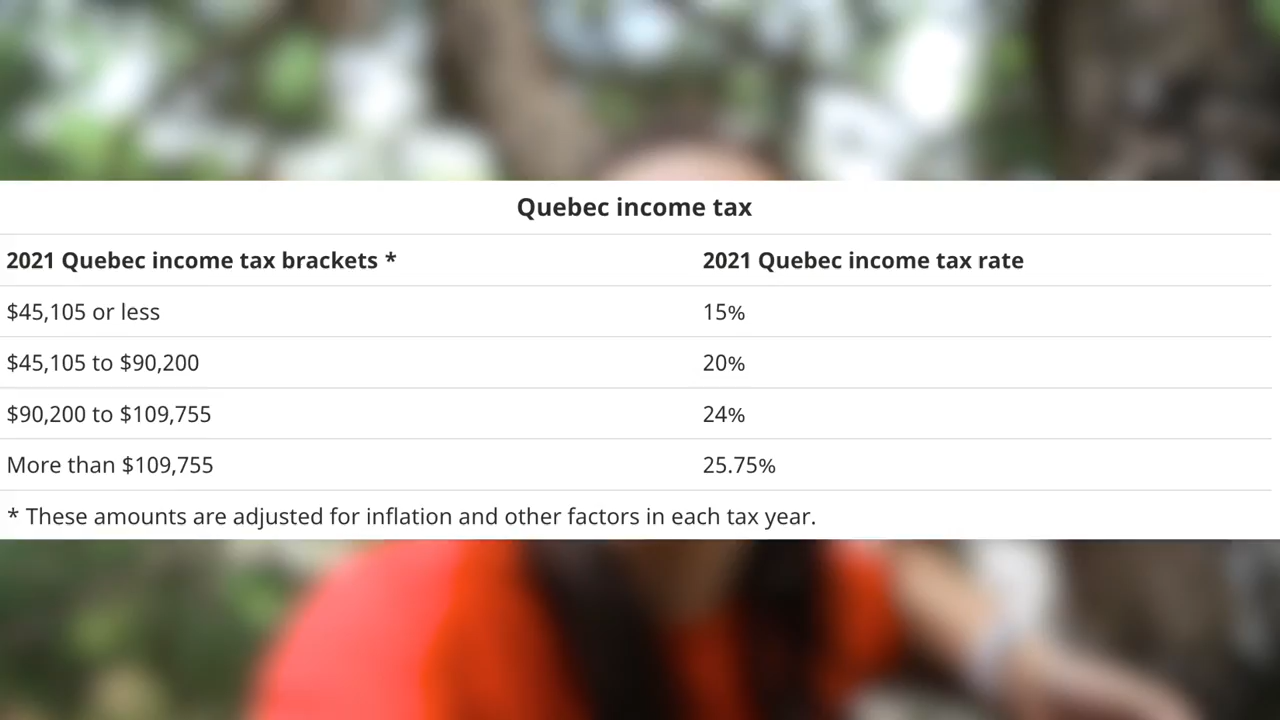 Quebec income tax
2021 Quebec income tax brackets * 2021 Quebec income tax rate
$45,105 or less 15%
$45,105 to $90,200 20%
$90,200 to $109,755 24%
More than $109,755 25.75%
* These amounts are adjusted for inflation and other factors in each tax year.